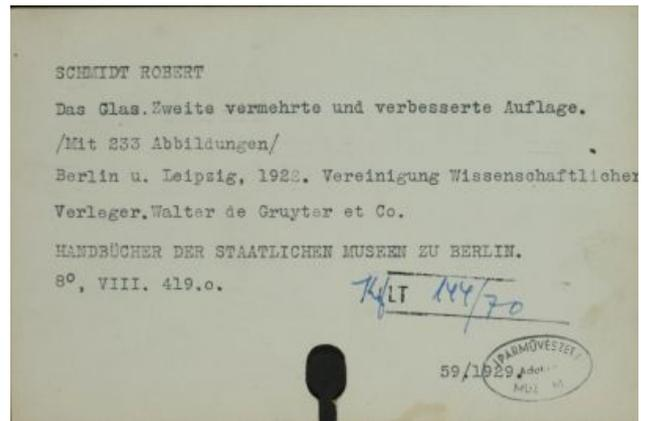 SCHMIDT ROBERT
Das Glas.Zweite vermehrte und verbesserte Auflage.
/Mit 233 Abbildungen/
Berlin u. Leipzig, 1922. Vereinigung Wissenschaftlicher
Verleger.Walter de Gruyter et Co.
HANDBÜCHER DER STAATLICHEN MUSEEN ZU BERLIN.
8°, VIII. 419.o.
LT 144/70
59/1929.
IPARMŰVÉSZETI